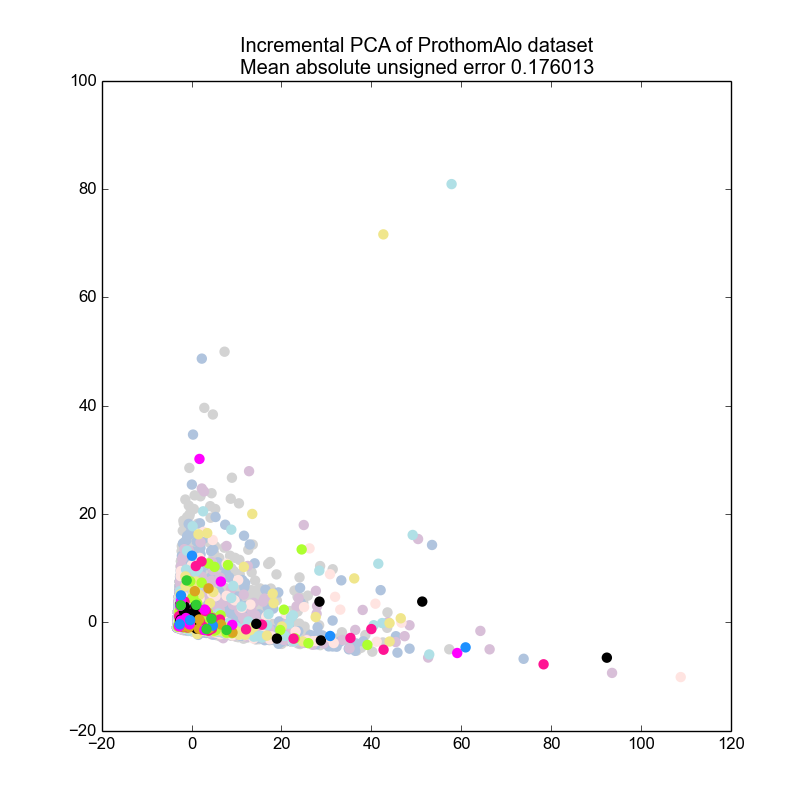 Incremental PCA of ProthomAlo dataset
Mean absolute unsigned error 0.176013
100
80
60
40
20
0
−20
−20 0 20 40 60 80 100 120